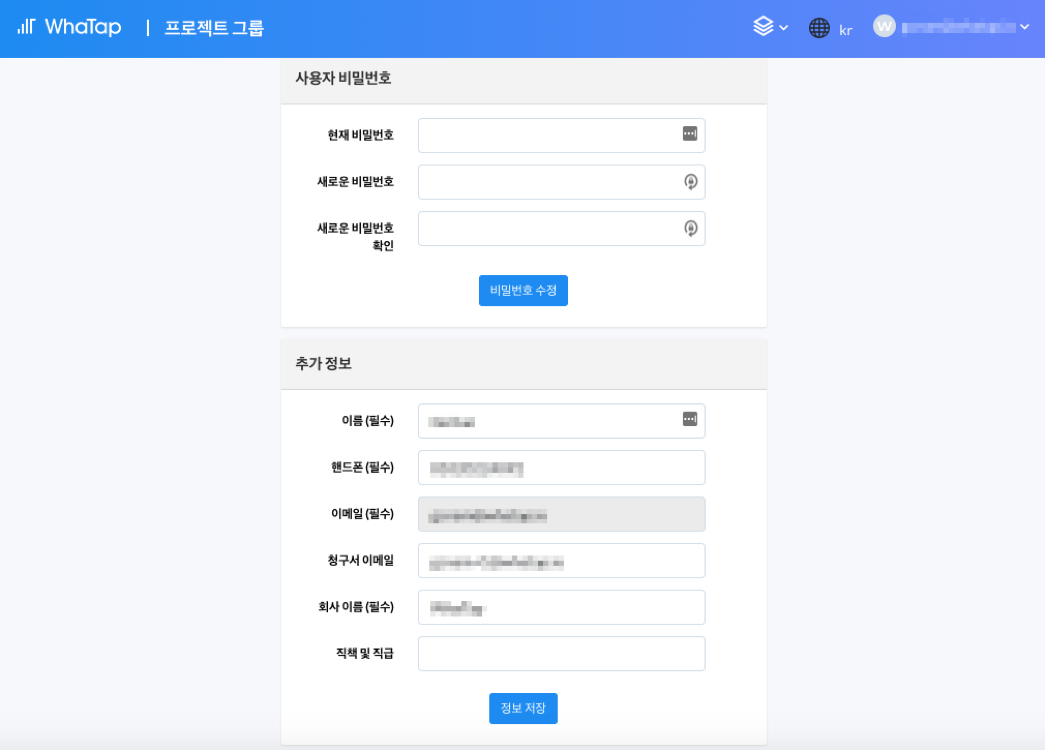 WhaTap | 프로젝트 그룹
kr
W
사용자 비밀번호
현재 비밀번호
새로운 비밀번호
새로운 비밀번호
확인
비밀번호 수정
추가 정보
이름 (필수)
핸드폰 (필수)
이메일 (필수)
청구서 이메일
회사 이름 (필수)
직책 및 직급
정보 저장